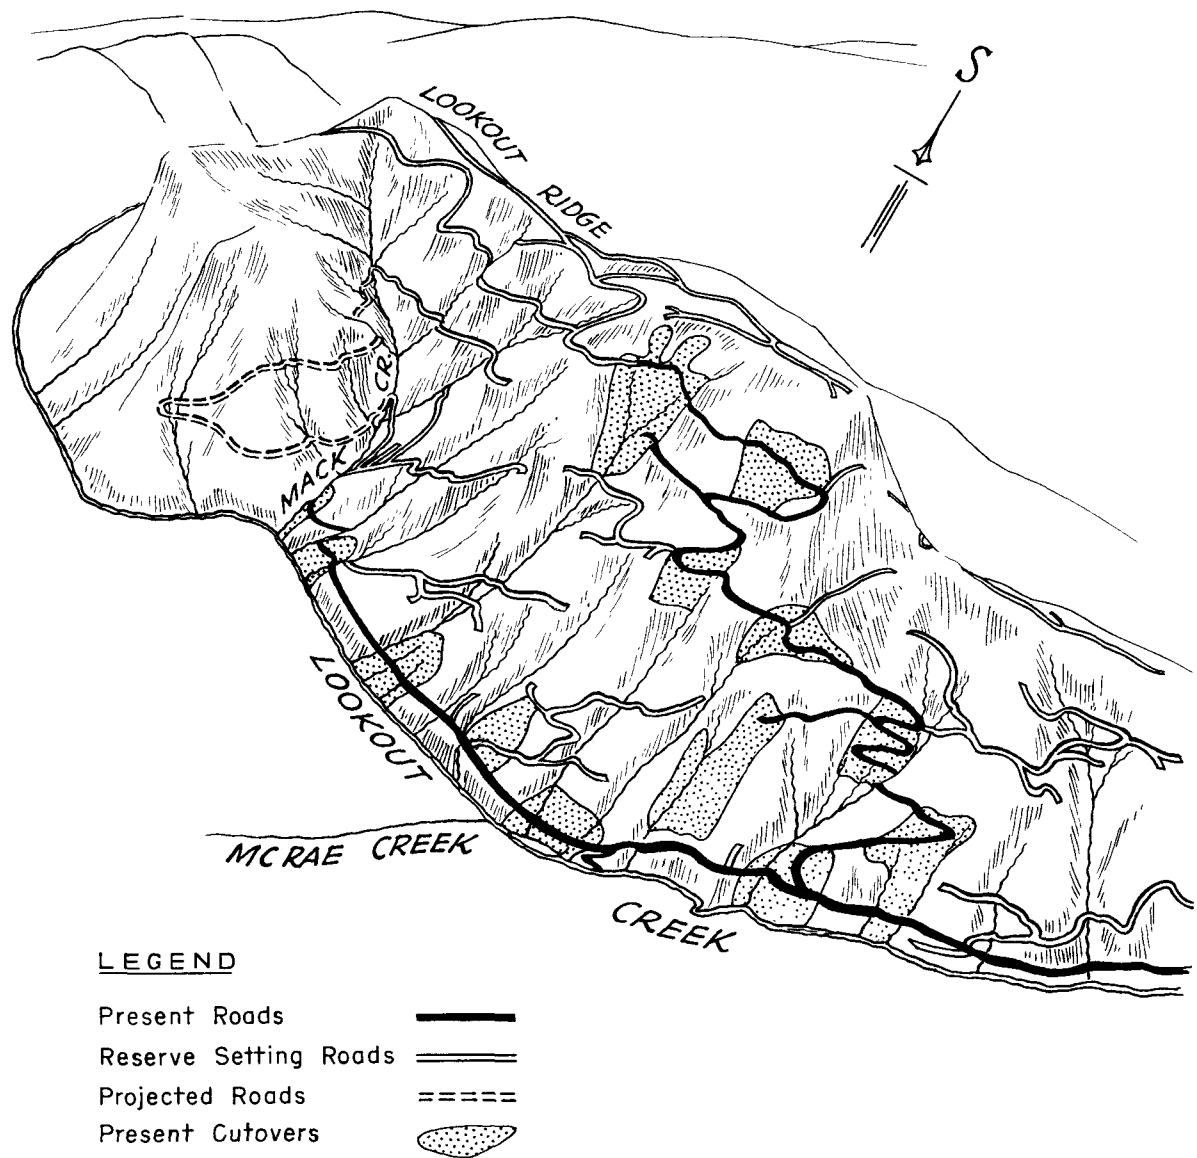 S
LOOKOUT
RIDGE
CR.
MACK
LOOKOUT
MCRAE CREEK
CREEK
LEGEND
Present Roads
Reserve Setting Roads
Projected Roads
Present Cutovers